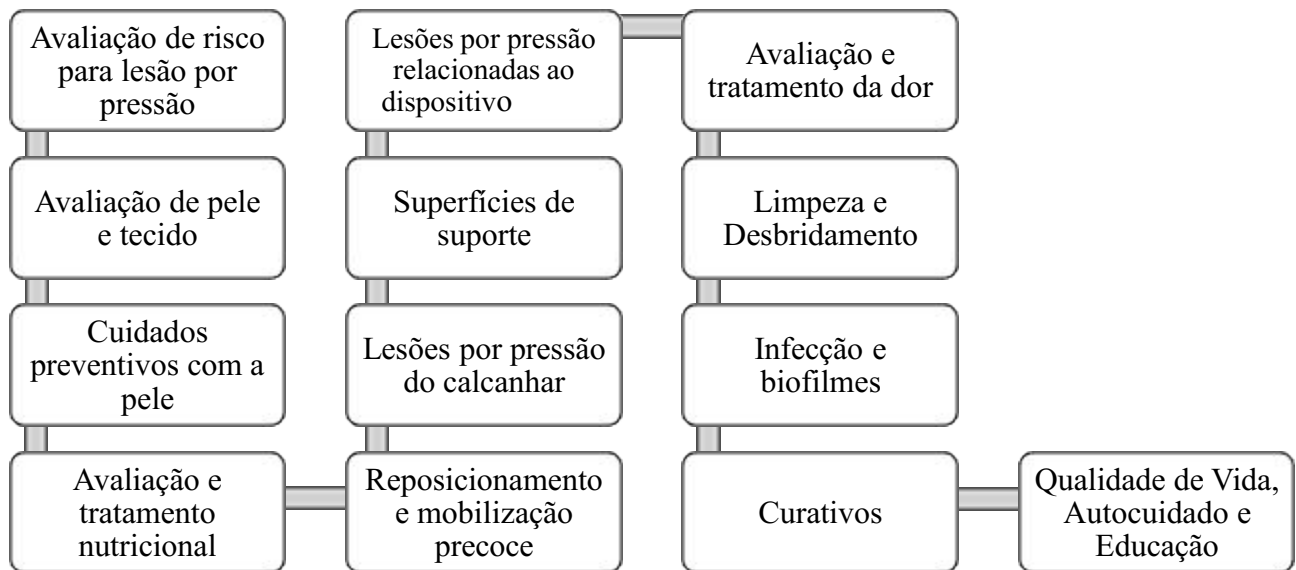 Avaliação de risco
para lesão por
pressão
Avaliação de pele
e tecido
Cuidados
preventivos com a
pele
Avaliação e
tratamento
nutricional
Reposicionamento
e mobilização
precoce
Lesões por pressão
do calcanhar
Superfícies de
suporte
Lesões por pressão
relacionadas ao
dispositivo
Avaliação e
tratamento da dor
Limpeza e
Desbridamento
Infecção e
biofilmes
Curativos
Qualidade de Vida,
Autocuidado e
Educação